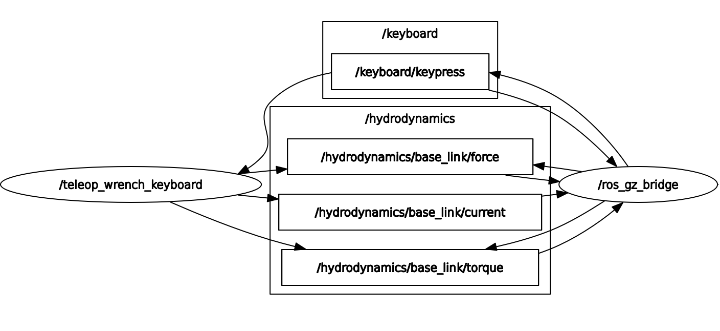 /keyboard
/keyboard/keypress
/hydrodynamics
/hydrodynamics/base_link/force
/teleop_wrench_keyboard
/ros_gz_bridge
/hydrodynamics/base_link/current
/hydrodynamics/base_link/torque